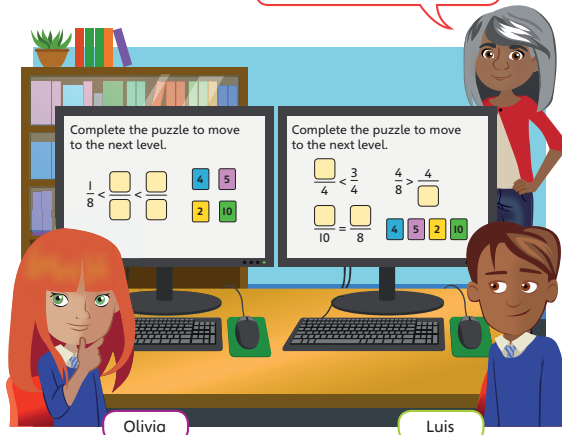 Complete the puzzle to move
to the next level.
1/8 < □/□ < □/□
4 5
2 10
Complete the puzzle to move
to the next level.
□/4 < 3/4 4/8 > 4/□
□/10 = □/8 4 5 2 10
Olivia
Luis